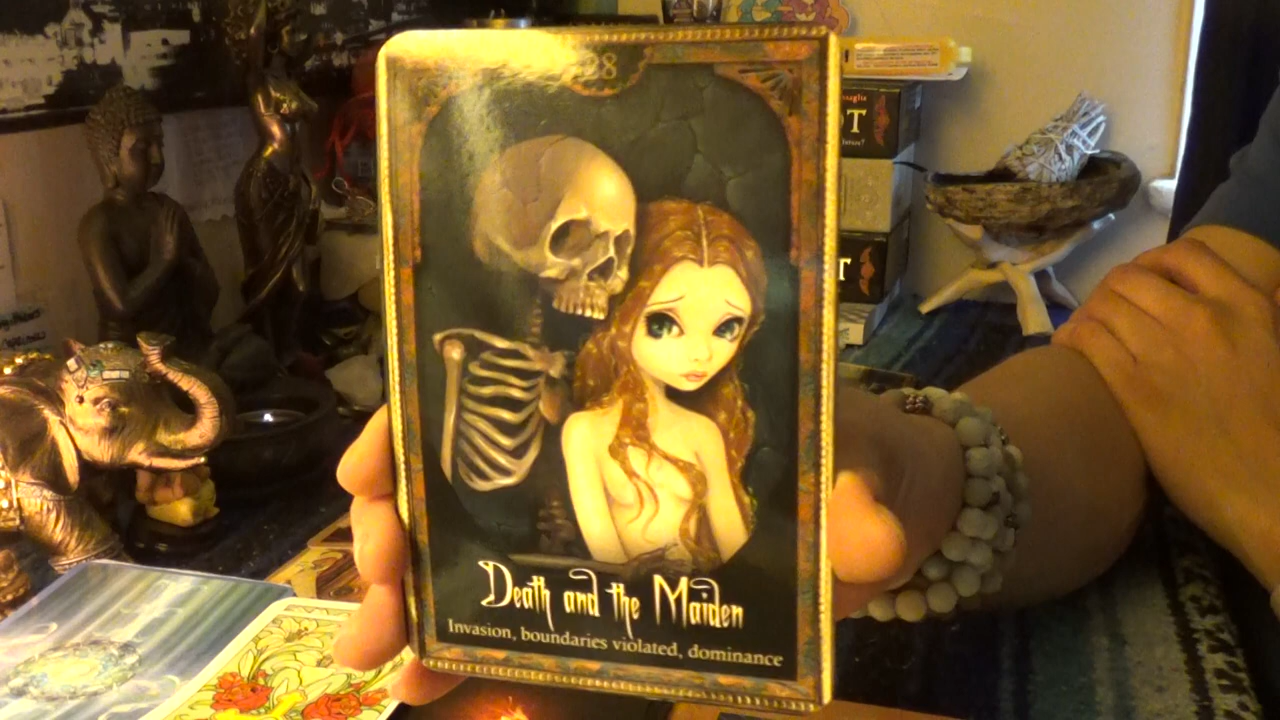 28
Death and the Maiden
Invasion, boundaries violated, dominance